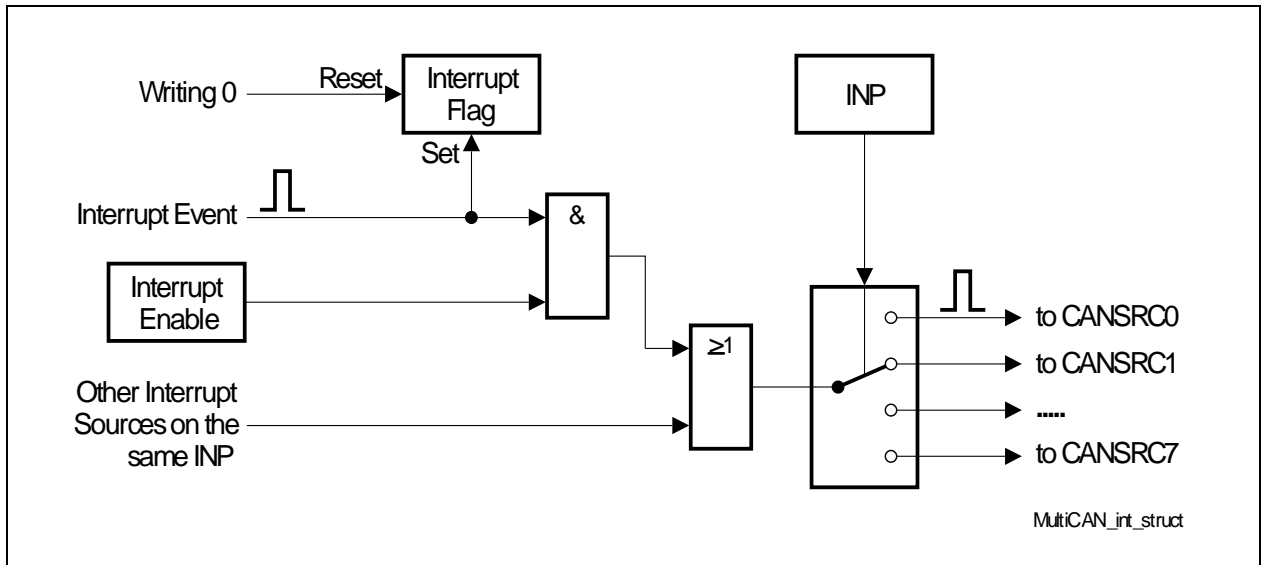 Writing 0
Reset
Interrupt
Flag
INP
Set
Interrupt Event
&
Interrupt
Enable
≥1
Other Interrupt
Sources on the
same INP
to CANSRC0
to CANSRC1
.....
to CANSRC7
MultiCAN_int_struct